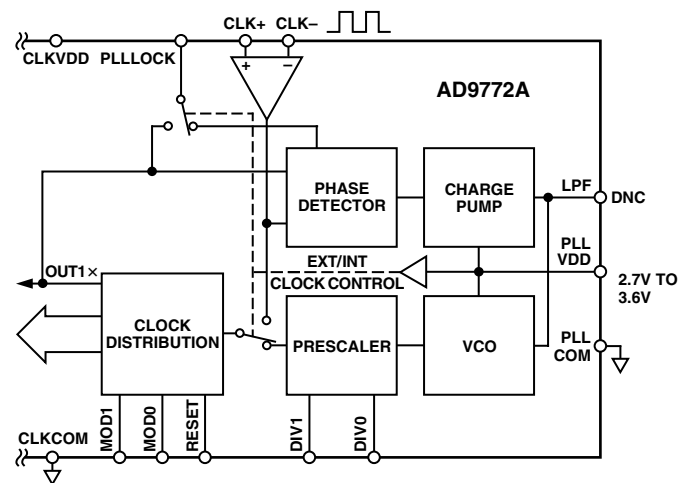 CLK+ CLK–
CLKVDD PLLLOCK
+ –
AD9772A
PHASE
DETECTOR
CHARGE
PUMP
LPF
DNC
PLL
VDD
2.7V TO
3.6V
EXT/INT
CLOCK CONTROL
OUT1×
CLOCK
DISTRIBUTION
PRESCALER
VCO
PLL
COM
CLKCOM
MOD1
MOD0
RESET
DIV1
DIV0